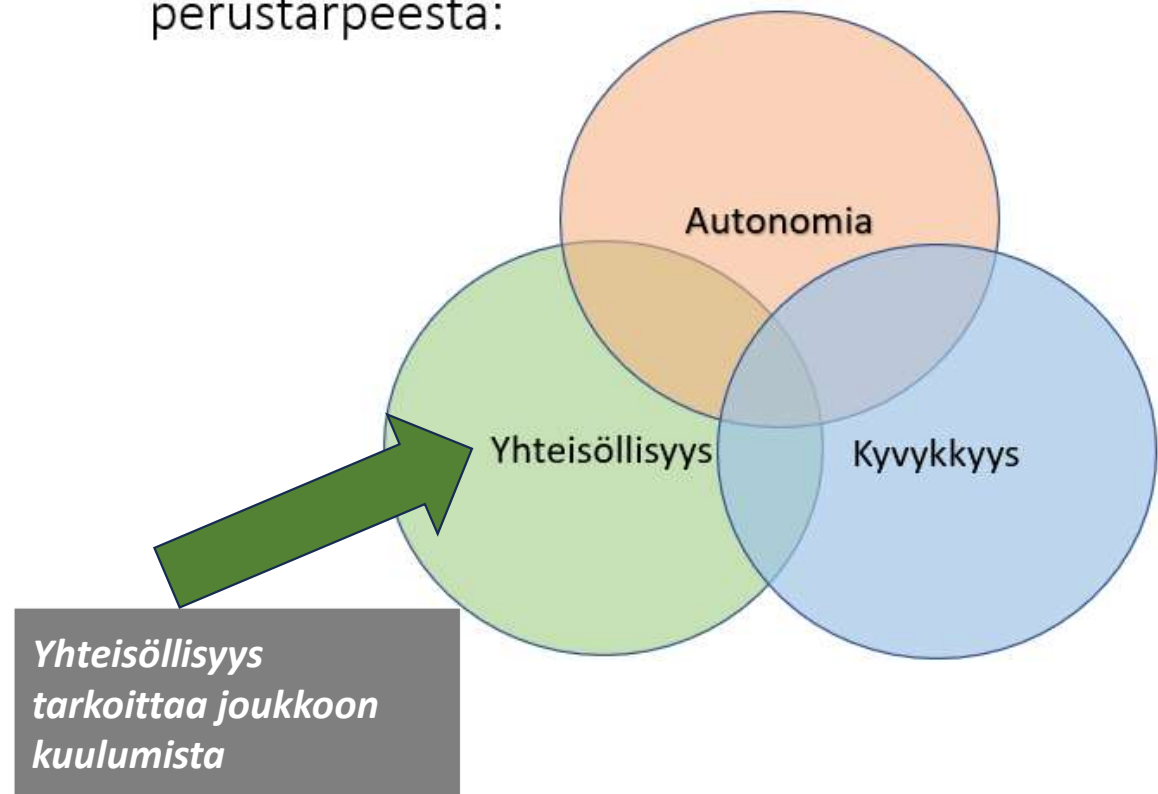 perustarpeesta:
Autonomia
Yhteisöllisyys
Kyvykkyys
Yhteisöllisyys
tarkoittaa joukkoon
kuulumista